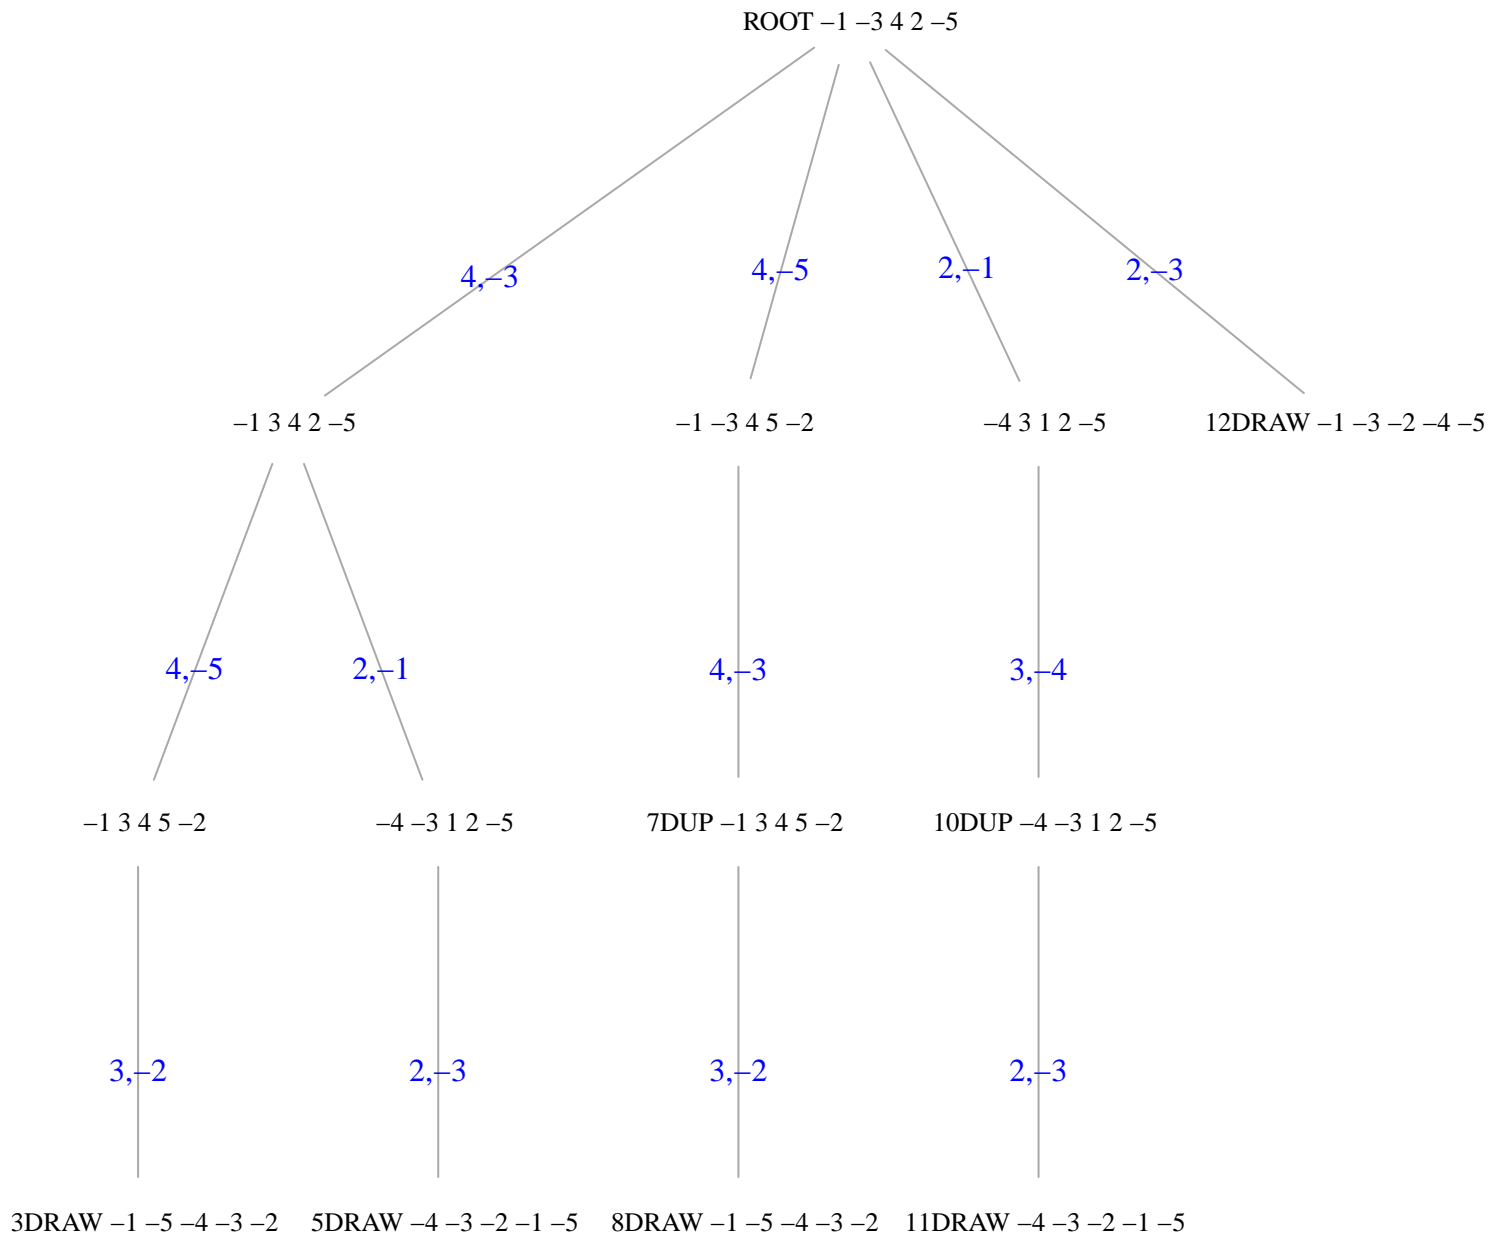 ROOT –1 –3 4 2 –5
4,–3
4,–5
2,–1
2,–3
–1 3 4 2 –5
–1 –3 4 5 –2
–4 3 1 2 –5
12DRAW –1 –3 –2 –4 –5
4,–5
2,–1
4,–3
3,–4
–1 3 4 5 –2
–4 –3 1 2 –5
7DUP –1 3 4 5 –2
10DUP –4 –3 1 2 –5
3,–2
2,–3
3,–2
2,–3
3DRAW –1 –5 –4 –3 –2
5DRAW –4 –3 –2 –1 –5
8DRAW –1 –5 –4 –3 –2
11DRAW –4 –3 –2 –1 –5